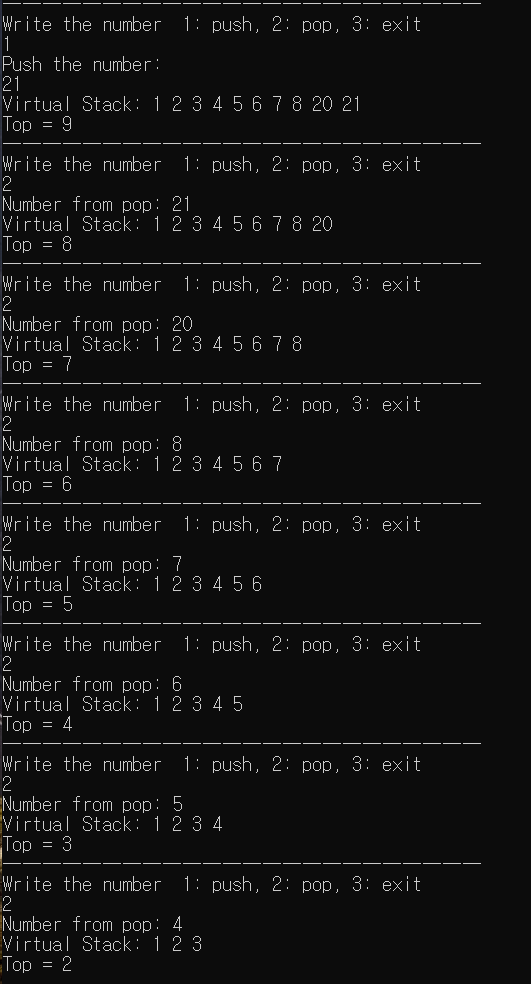 Write the number  1: push, 2: pop, 3: exit
1
Push the number:
21
Virtual Stack: 1 2 3 4 5 6 7 8 20 21
Top = 9
Write the number  1: push, 2: pop, 3: exit
2
Number from pop: 21
Virtual Stack: 1 2 3 4 5 6 7 8 20
Top = 8
Write the number  1: push, 2: pop, 3: exit
2
Number from pop: 20
Virtual Stack: 1 2 3 4 5 6 7 8
Top = 7
Write the number  1: push, 2: pop, 3: exit
2
Number from pop: 8
Virtual Stack: 1 2 3 4 5 6 7
Top = 6
Write the number  1: push, 2: pop, 3: exit
2
Number from pop: 7
Virtual Stack: 1 2 3 4 5 6
Top = 5
Write the number  1: push, 2: pop, 3: exit
2
Number from pop: 6
Virtual Stack: 1 2 3 4 5
Top = 4
Write the number  1: push, 2: pop, 3: exit
2
Number from pop: 5
Virtual Stack: 1 2 3 4
Top = 3
Write the number  1: push, 2: pop, 3: exit
2
Number from pop: 4
Virtual Stack: 1 2 3
Top = 2